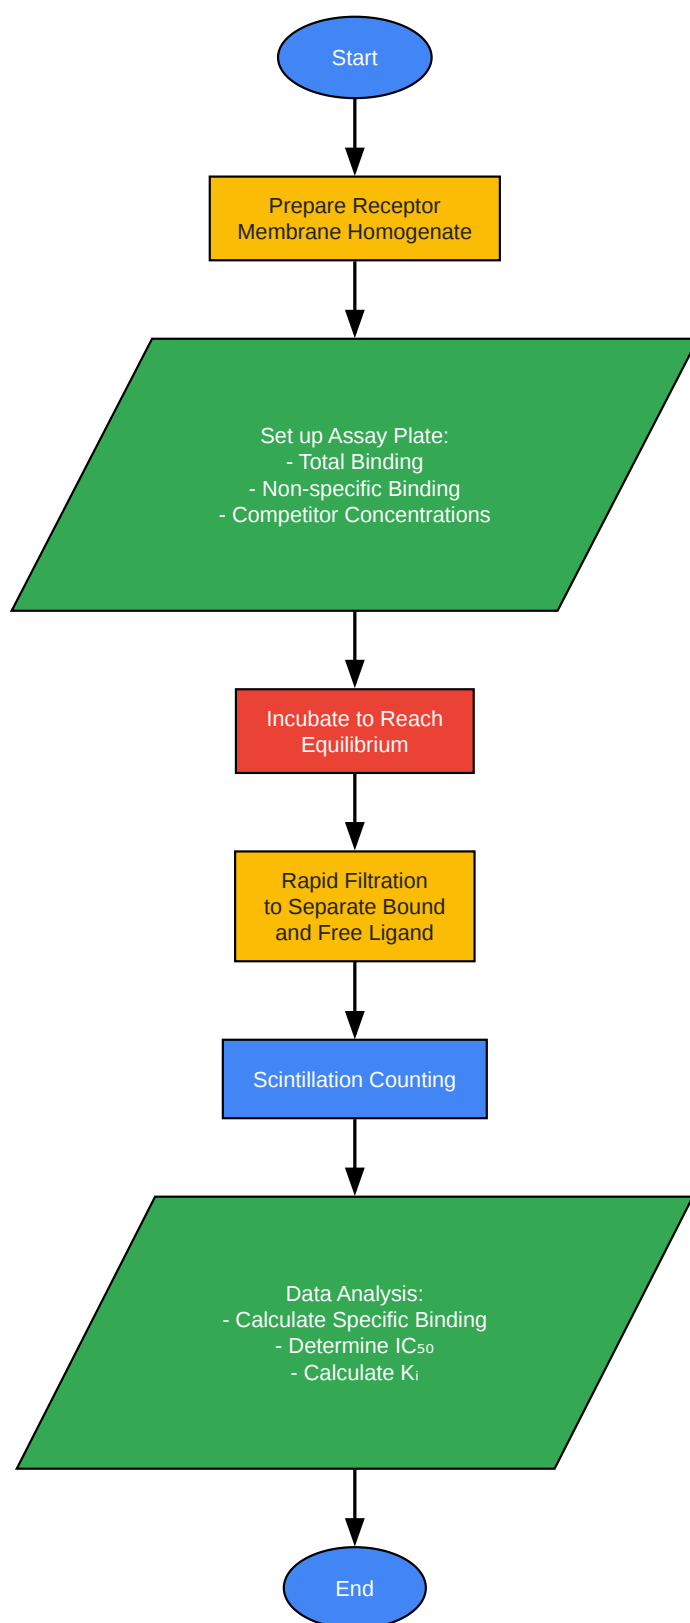 Start
Prepare Receptor
Membrane Homogenate
Set up Assay Plate:
- Total Binding
- Non-specific Binding
- Competitor Concentrations
Incubate to Reach
Equilibrium
Rapid Filtration
to Separate Bound
and Free Ligand
Scintillation Counting
Data Analysis:
- Calculate Specific Binding
- Determine IC₅₀
- Calculate Kᵢ
End